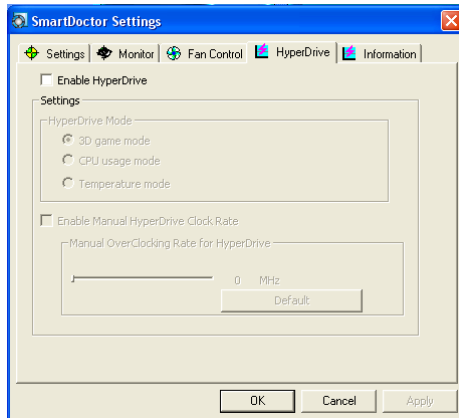 SmartDoctor Settings
Settings Monitor Fan Control HyperDrive Information
Enable HyperDrive
Settings
HyperDrive Mode
3D game mode
CPU usage mode
Temperature mode
Enable Manual HyperDrive Clock Rate
Manual OverClocking Rate for HyperDrive
0 MHz
Default
OK Cancel Apply